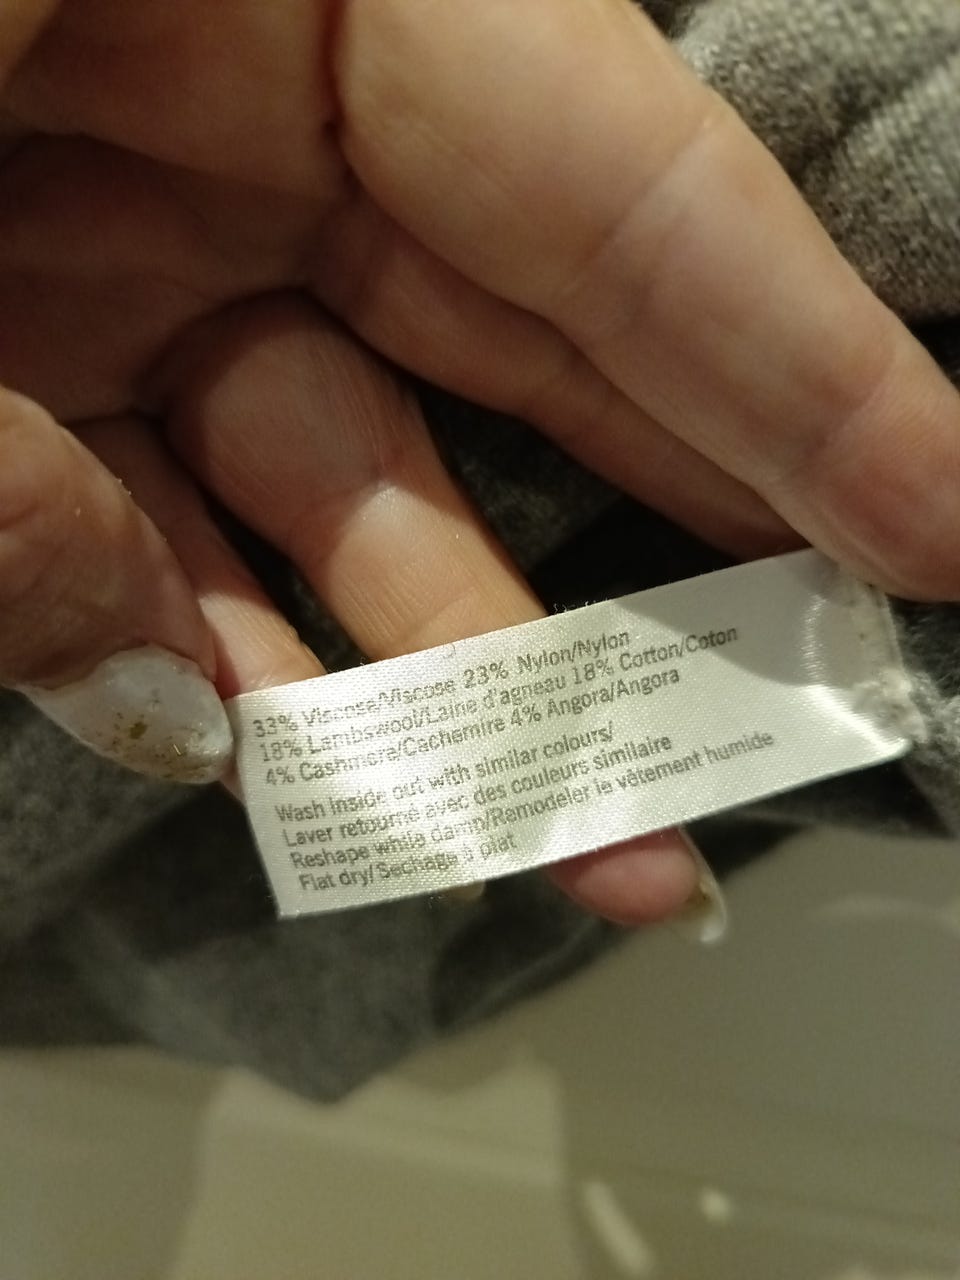 33% Viscose/Viscose 23% Nylon/Nylon
18% Lambswool/Laine d'agneau 18% Cotton/Coton
4% Cashmere/Cachemire 4% Angora/Angora
Wash inside out with similar colours/
Laver retourné avec des couleurs similaire
Reshape while damp/Remodeler le vêtement humide
Flat dry/Sechage à plat